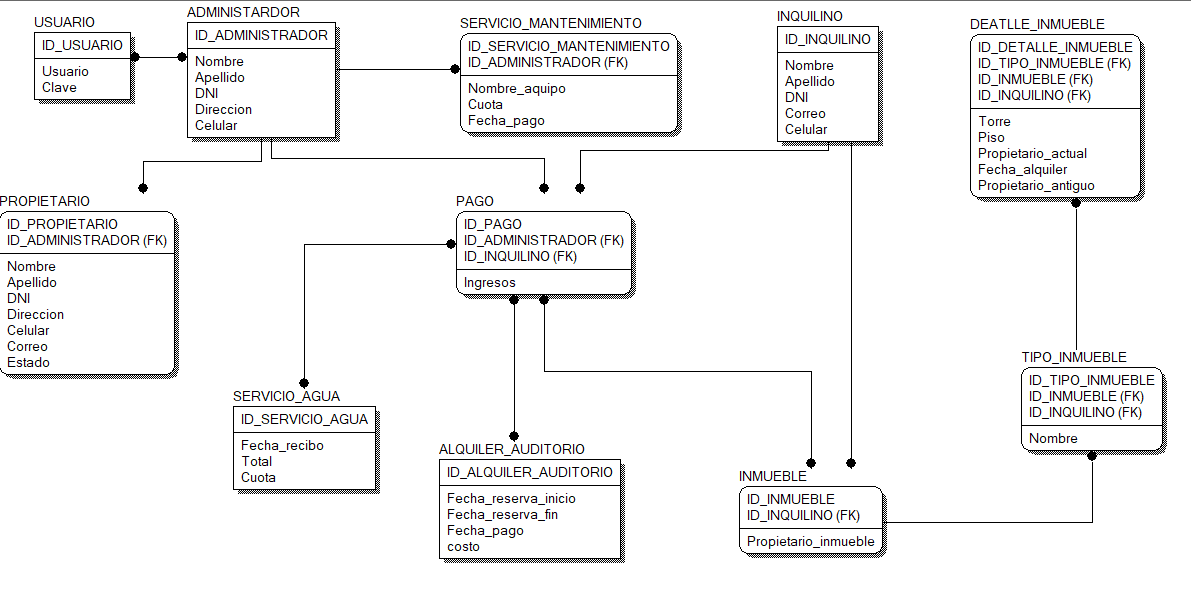 USUARIO
ID_USUARIO
Usuario
Clave
ADMINISTARDOR
ID_ADMINISTRADOR
Nombre
Apellido
DNI
Direccion
Celular
SERVICIO_MANTENIMIENTO
ID_SERVICIO_MANTENIMIENTO
ID_ADMINISTRADOR (FK)
Nombre_aquipo
Cuota
Fecha_pago
INQUILINO
ID_INQUILINO
Nombre
Apellido
DNI
Correo
Celular
DEATLLE_INMUEBLE
ID_DETALLE_INMUEBLE
ID_TIPO_INMUEBLE (FK)
ID_INMUEBLE (FK)
ID_INQUILINO (FK)
Torre
Piso
Propietario_actual
Fecha_alquiler
Propietario_antiguo
PROPIETARIO
ID_PROPIETARIO
ID_ADMINISTRADOR (FK)
Nombre
Apellido
DNI
Direccion
Celular
Correo
Estado
PAGO
ID_PAGO
ID_ADMINISTRADOR (FK)
ID_INQUILINO (FK)
Ingresos
SERVICIO_AGUA
ID_SERVICIO_AGUA
Fecha_recibo
Total
Cuota
ALQUILER_AUDITORIO
ID_ALQUILER_AUDITORIO
Fecha_reserva_inicio
Fecha_reserva_fin
Fecha_pago
costo
INMUEBLE
ID_INMUEBLE
ID_INQUILINO (FK)
Propietario_inmueble
TIPO_INMUEBLE
ID_TIPO_INMUEBLE
ID_INMUEBLE (FK)
ID_INQUILINO (FK)
Nombre